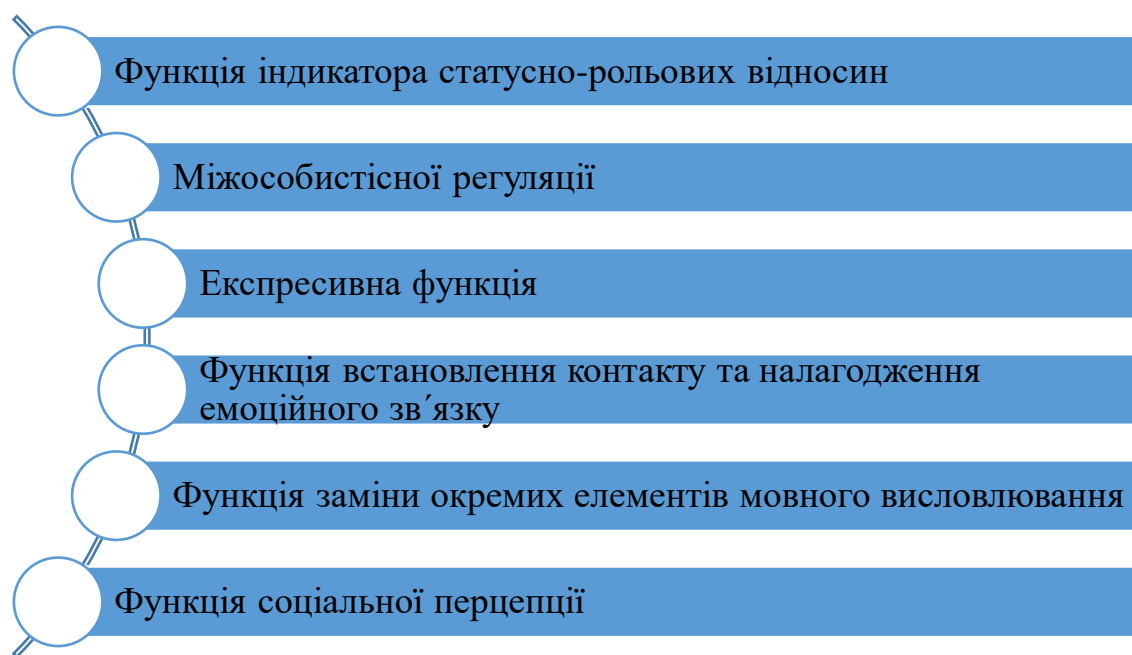 Функція індикатора статусно-рольових відносин
Міжособистісної регуляції
Експресивна функція
Функція встановлення контакту та налагодження
емоційного зв´язку
Функція заміни окремих елементів мовного висловлювання
Функція соціальної перцепції